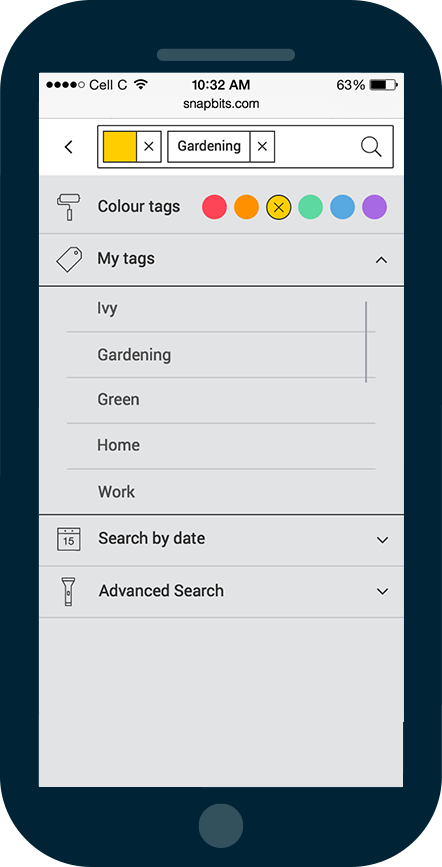 Cell C 10:32 AM 63%
snapbits.com
Gardening
Colour tags
My tags
Ivy
Gardening
Green
Home
Work
15 Search by date
Advanced Search